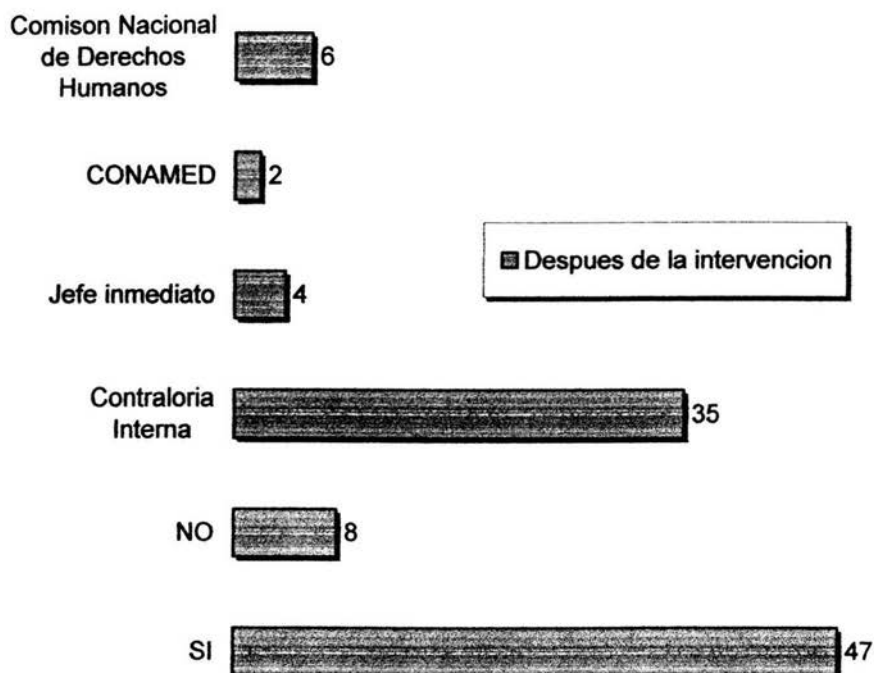 Comison Nacional
de Derechos
Humanos
6
CONAMED
2
Despues de la intervencion
Jefe inmediato
4
Contraloria
Interna
35
NO
8
SI
47